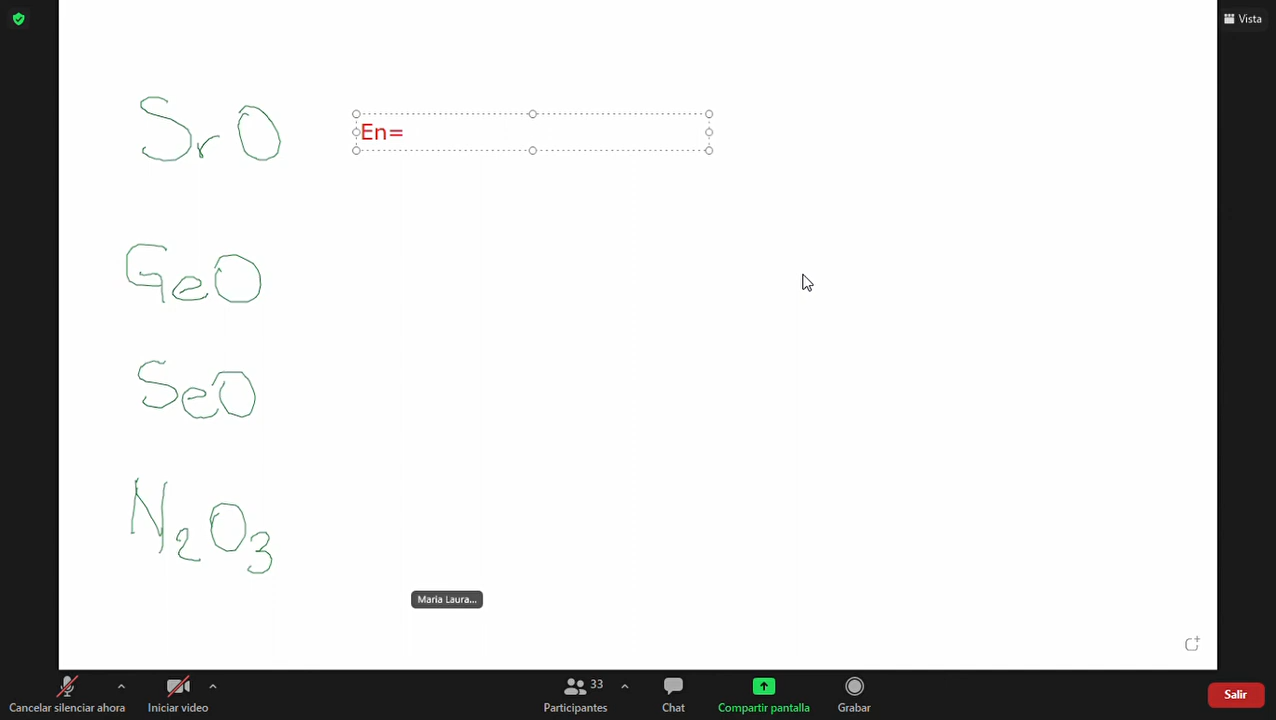 Vista
SrO
En=
GeO
SeO
N₂O₃
Maria Laura...
33
Cancelar silenciar ahora
Iniciar video
Participantes
Chat
Compartir pantalla
Grabar
Salir